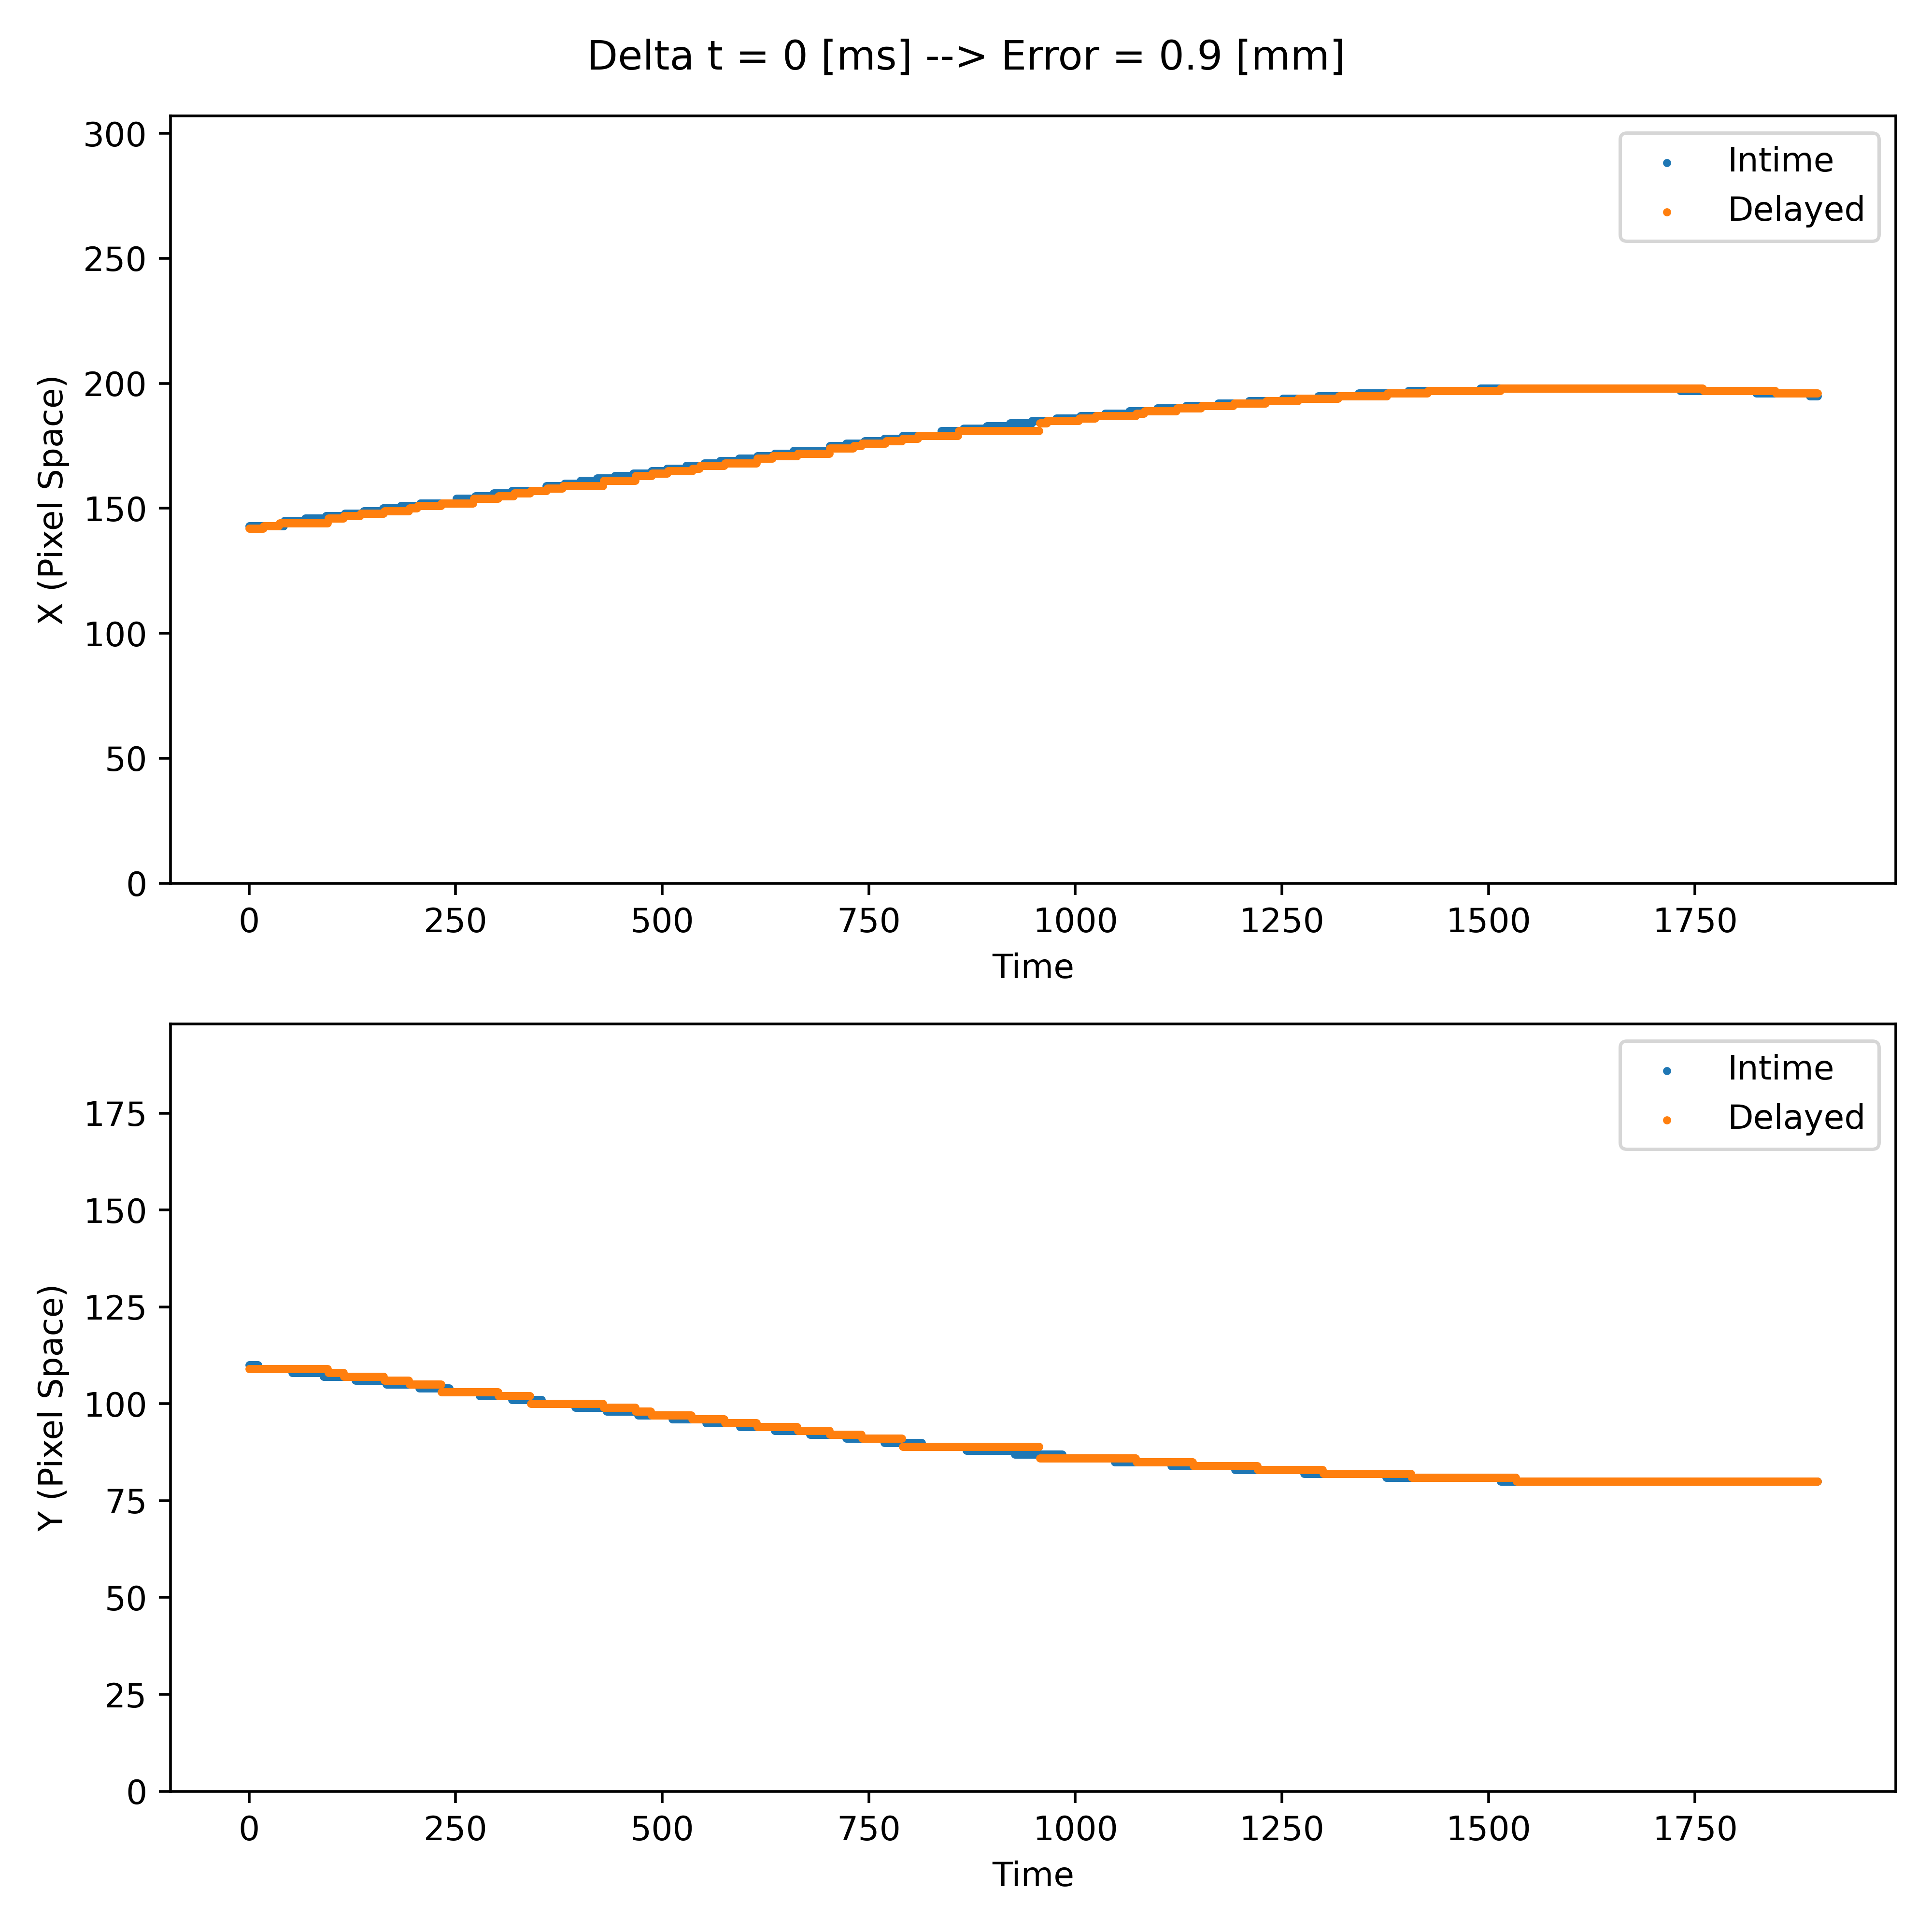 Delta t = 0 [ms] --> Error = 0.9 [mm]
300
250
200
150
100
50
0
X (Pixel Space)
Intime
Delayed
0 250 500 750 1000 1250 1500 1750
Time
175
150
125
100
75
50
25
0
Y (Pixel Space)
Intime
Delayed
0 250 500 750 1000 1250 1500 1750
Time